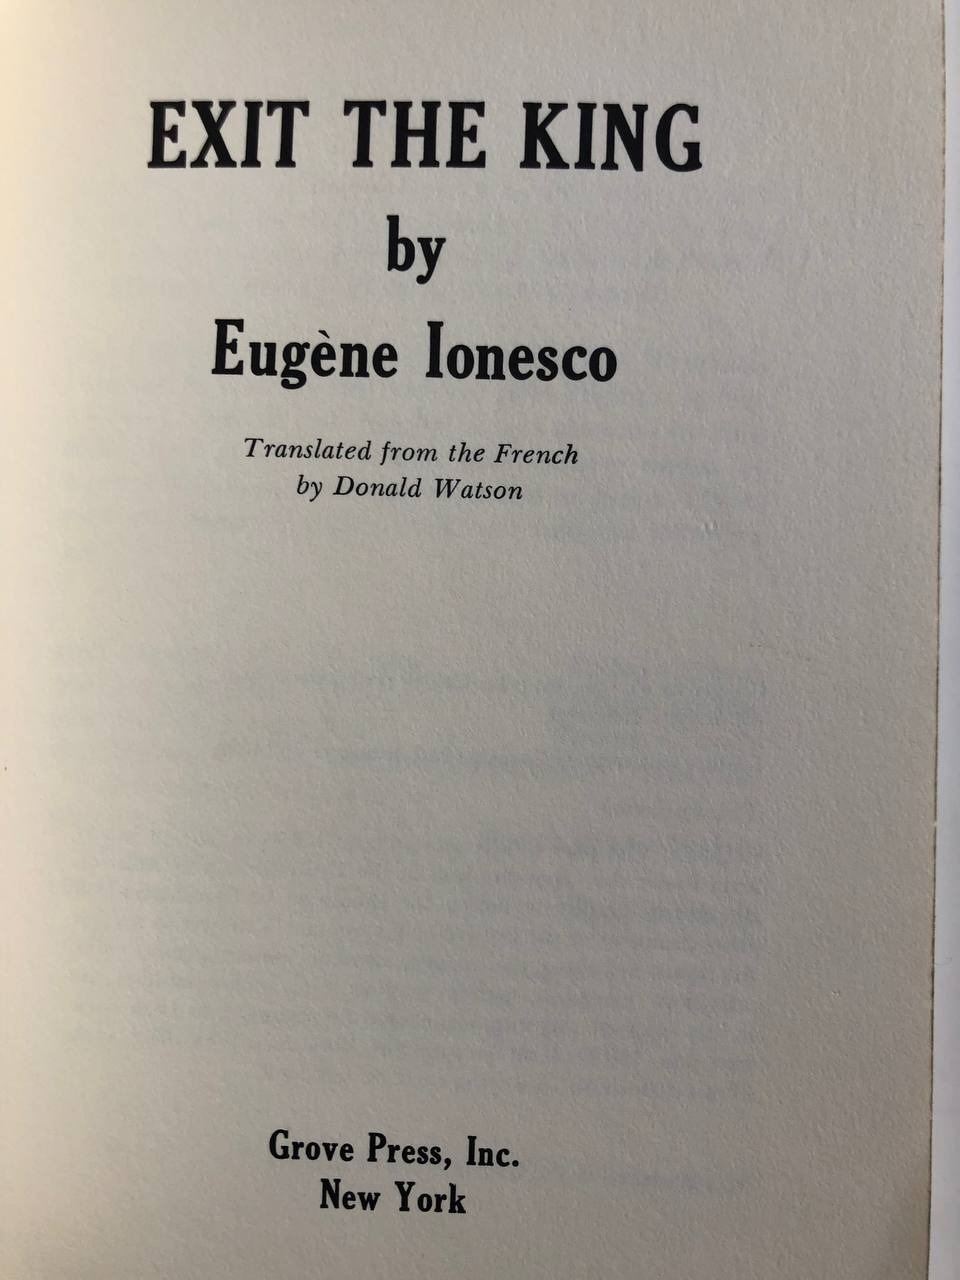 EXIT THE KING
by
Eugène Ionesco
Translated from the French
by Donald Watson
Grove Press, Inc.
New York